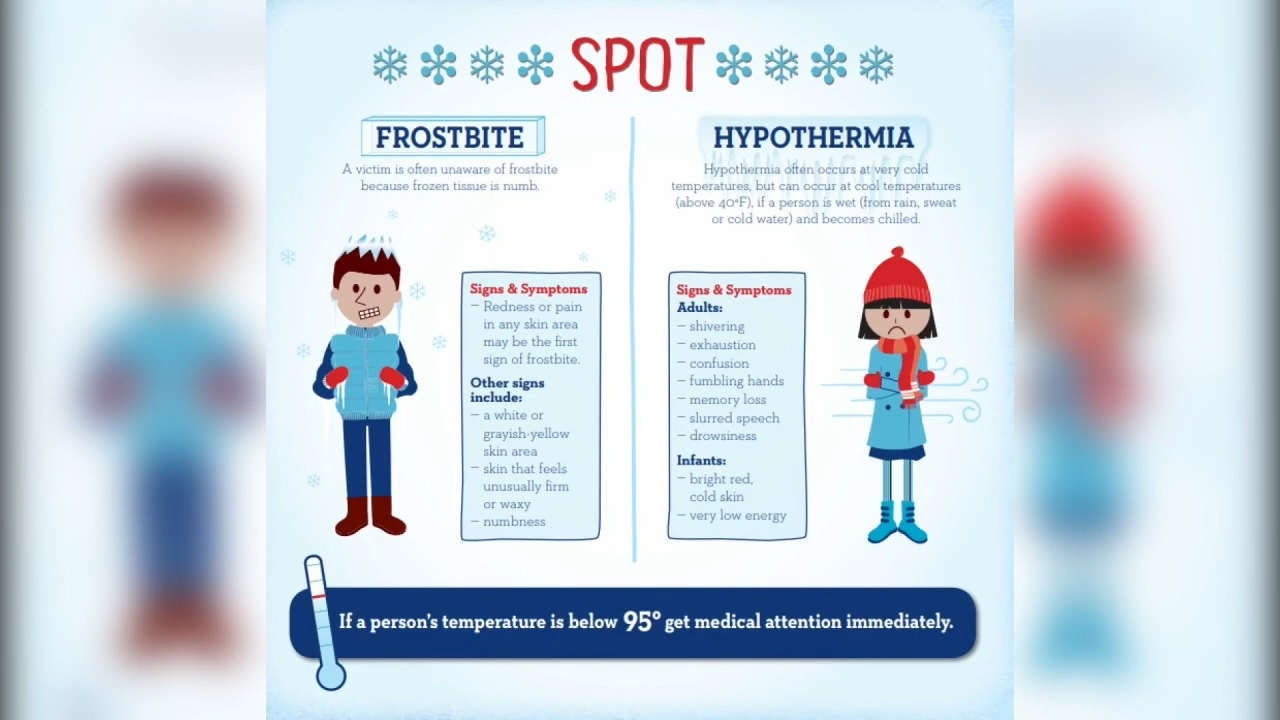 SPOT
FROSTBITE
A victim is often unaware of frostbite
because frozen tissue is numb.
Signs & Symptoms
– Redness or pain
in any skin area
may be the first
sign of frostbite.
Other signs
include:
– a white or
grayish-yellow
skin area
– skin that feels
unusually firm
or waxy
– numbness
HYPOTHERMIA
Hypothermia often occurs at very cold
temperatures, but can occur at cool temperatures
(above 40°F), if a person is wet (from rain, sweat
or cold water) and becomes chilled.
Signs & Symptoms
Adults:
– shivering
– exhaustion
– confusion
– fumbling hands
– memory loss
– slurred speech
– drowsiness
Infants:
– bright red,
cold skin
– very low energy
If a person's temperature is below 95° get medical attention immediately.